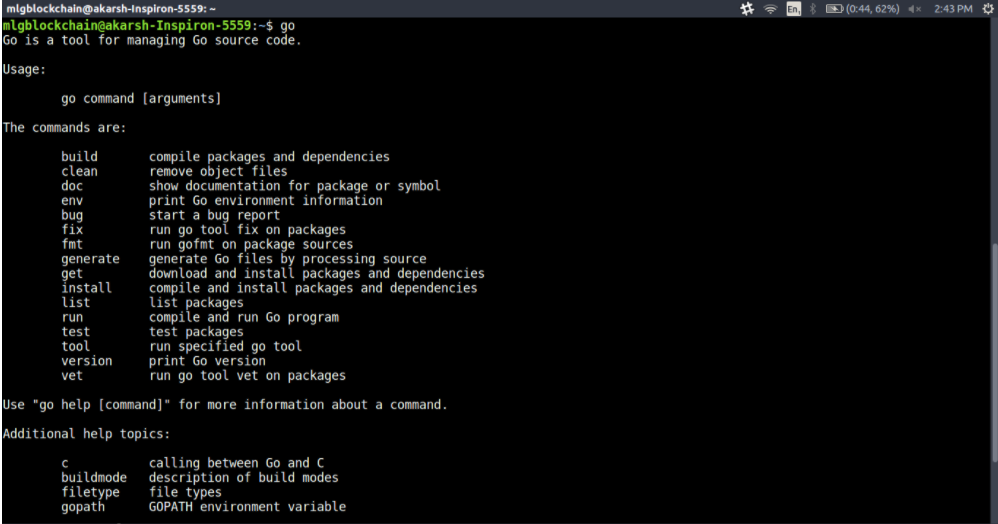 mlgblockchain@akarsh-Inspiron-5559: ~
En1 (0:44, 62%) 2:43 PM
mlgblockchain@akarsh-Inspiron-5559:~$ go
Go is a tool for managing Go source code.
Usage:
go command [arguments]
The commands are:
build compile packages and dependencies
clean remove object files
doc show documentation for package or symbol
env print Go environment information
bug start a bug report
fix run go tool fix on packages
fmt run gofmt on package sources
generate generate Go files by processing source
get download and install packages and dependencies
install compile and install packages and dependencies
list list packages
run compile and run Go program
test test packages
tool run specified go tool
version print Go version
vet run go tool vet on packages
Use "go help [command]" for more information about a command.
Additional help topics:
c calling between Go and C
buildmode description of build modes
filetype file types
gopath GOPATH environment variable